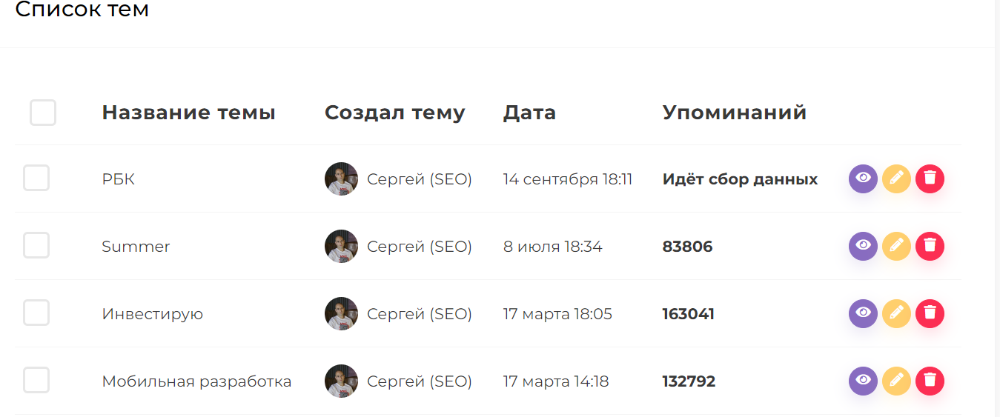 Список тем
Название темы Создал тему Дата Упоминаний
РБК Сергей (SEO) 14 сентября 18:11 Идёт сбор данных
Summer Сергей (SEO) 8 июля 18:34 83806
Инвестирую Сергей (SEO) 17 марта 18:05 163041
Мобильная разработка Сергей (SEO) 17 марта 14:18 132792